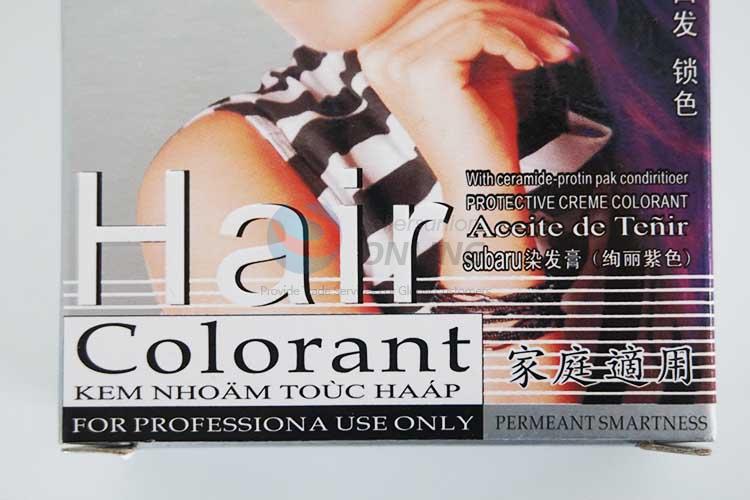 发 锁色
With ceramide-protin pak condiritioer
PROTECTIVE CREME COLORANT
Aceite de Teñir
subaru染发膏（绚丽紫色）
Hair
Colorant
KEM NHOÄM TOÙC HAÁP
家庭適用
FOR PROFESSIONA USE ONLY
PERMEANT SMARTNESS